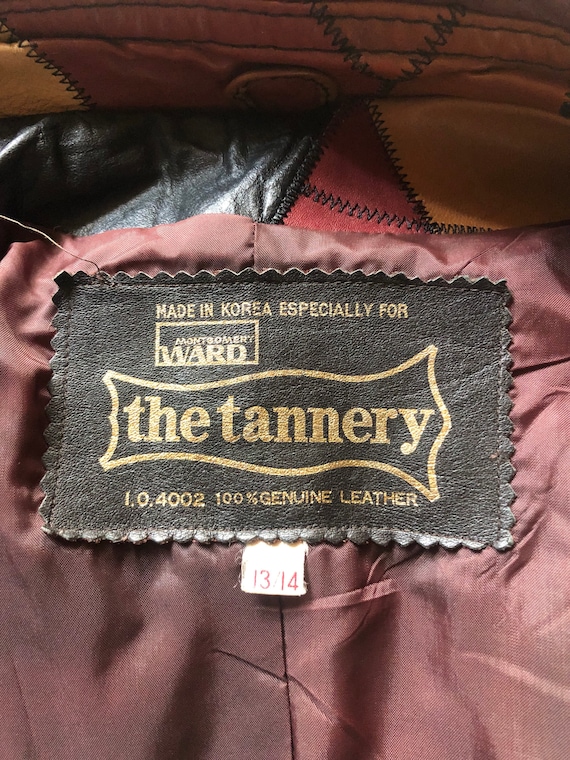 MADE IN KOREA ESPECIALLY FOR
MONTGOMERY
WARD
the tannery
I.O.4002 100% GENUINE LEATHER
13/14